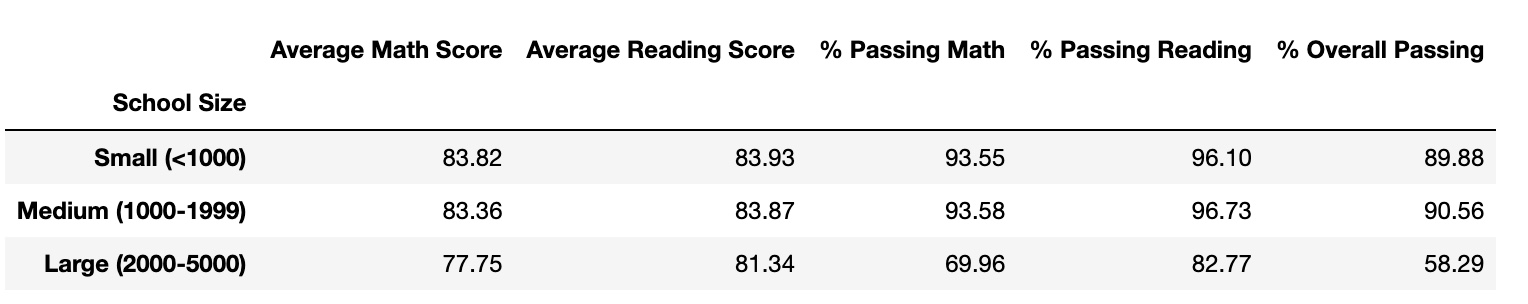 Average Math Score Average Reading Score % Passing Math % Passing Reading % Overall Passing
School Size
Small (<1000) 83.82 83.93 93.55 96.10 89.88
Medium (1000-1999) 83.36 83.87 93.58 96.73 90.56
Large (2000-5000) 77.75 81.34 69.96 82.77 58.29